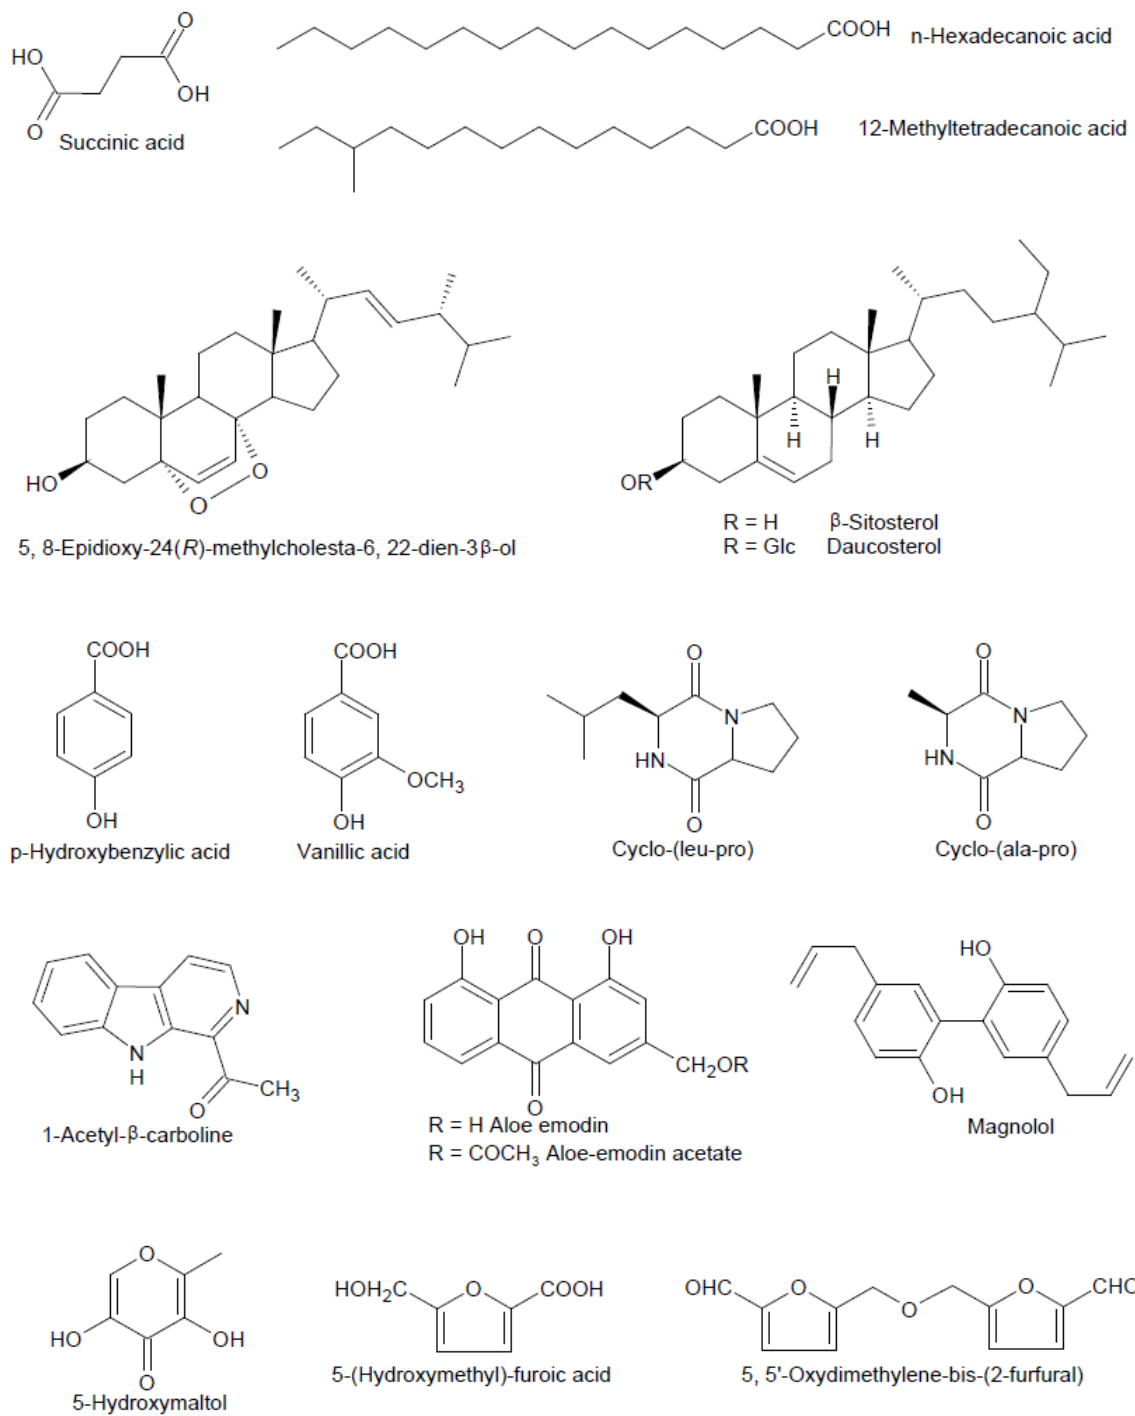 O
HO
OH
O
Succinic acid
COOH
n-Hexadecanoic acid
COOH
12-Methyltetradecanoic acid
HO
O
O
5, 8-Epidioxy-24(R)-methylcholesta-6, 22-dien-3β-ol
H
H
H
OR
R = H β-Sitosterol
R = Glc Daucosterol
COOH
OH
p-Hydroxybenzylic acid
COOH
OCH₃
OH
Vanillic acid
O
N
HN
O
Cyclo-(leu-pro)
O
N
HN
O
Cyclo-(ala-pro)
N
N
H
O
CH₃
1-Acetyl-β-carboline
OH
O
OH
O
CH₂OR
R = H Aloe emodin
R = COCH₃ Aloe-emodin acetate
HO
OH
Magnolol
O
HO
OH
O
5-Hydroxymaltol
HOH₂C
O
COOH
5-(Hydroxymethyl)-furoic acid
OHC
O
O
O
CHO
5, 5'-Oxydimethylene-bis-(2-furfural)